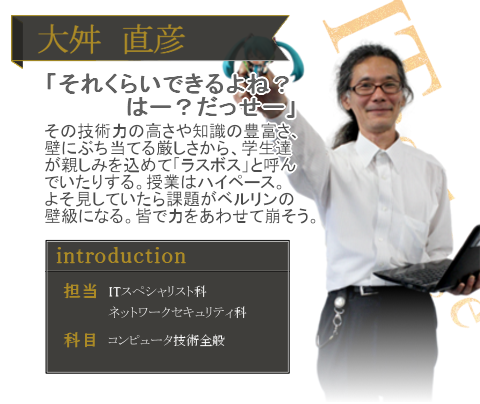 大舛 直彦
「それくらいできるよね？
はー？だっせー」
その技術力の高さや知識の豊富さ、
壁にぶち当てる厳しさから、学生達
が親しみを込めて「ラスボス」と呼ん
でいたりする。授業はハイペース。
よそ見していたら課題がベルリンの
壁級になる。皆で力をあわせて崩そう。
introduction
担当 ITスペシャリスト科
ネットワークセキュリティ科
科目 コンピュータ技術全般